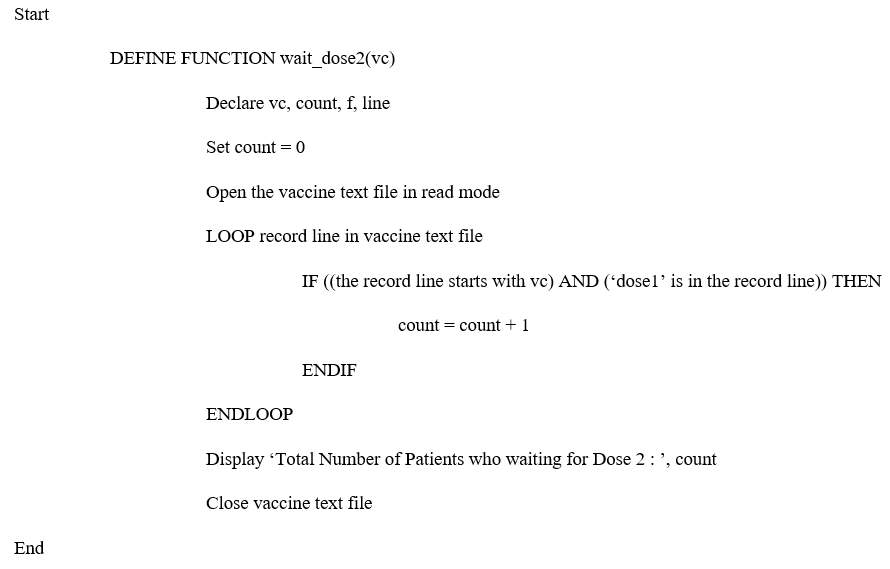 Start
DEFINE FUNCTION wait_dose2(vc)
Declare vc, count, f, line
Set count = 0
Open the vaccine text file in read mode
LOOP record line in vaccine text file
IF ((the record line starts with vc) AND (‘dose1’ is in the record line)) THEN
count = count + 1
ENDIF
ENDLOOP
Display ‘Total Number of Patients who waiting for Dose 2 : ’, count
Close vaccine text file
End